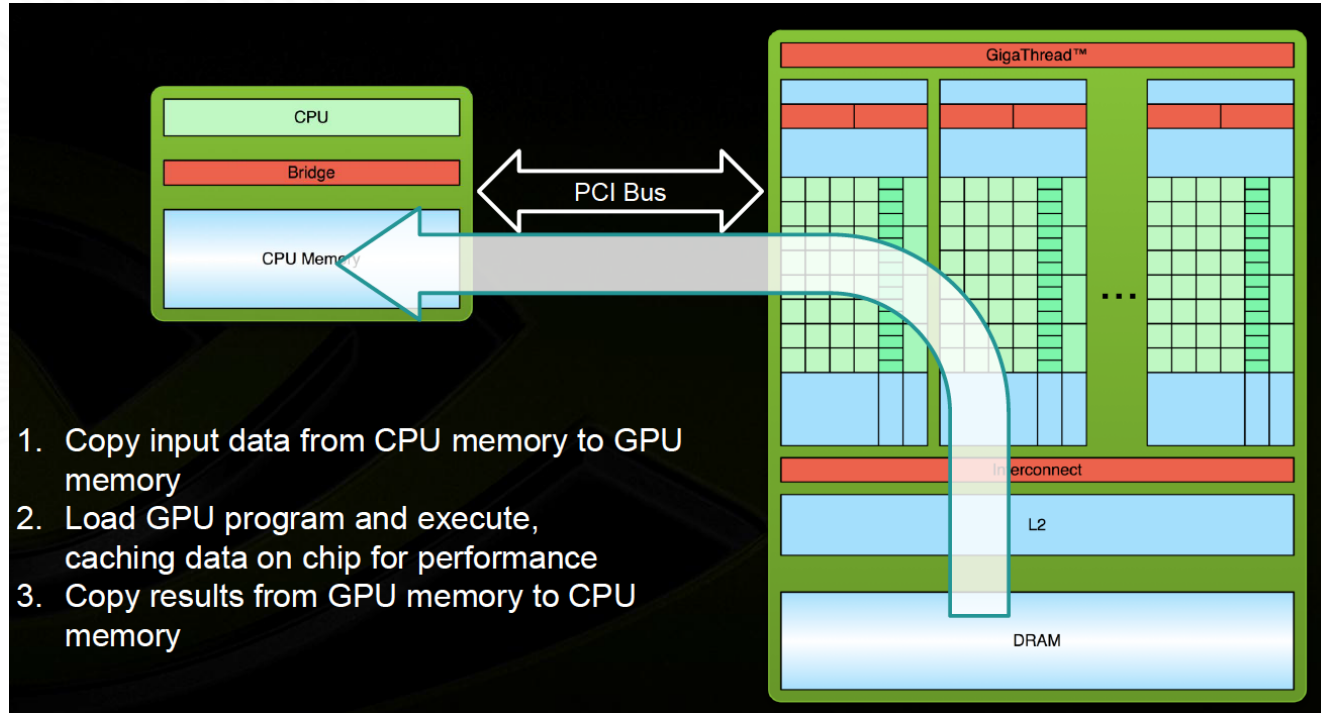 GigaThread™
CPU
Bridge
PCI Bus
CPU Memory
...
1. Copy input data from CPU memory to GPU
memory
2. Load GPU program and execute,
caching data on chip for performance
3. Copy results from GPU memory to CPU
memory
Interconnect
L2
DRAM